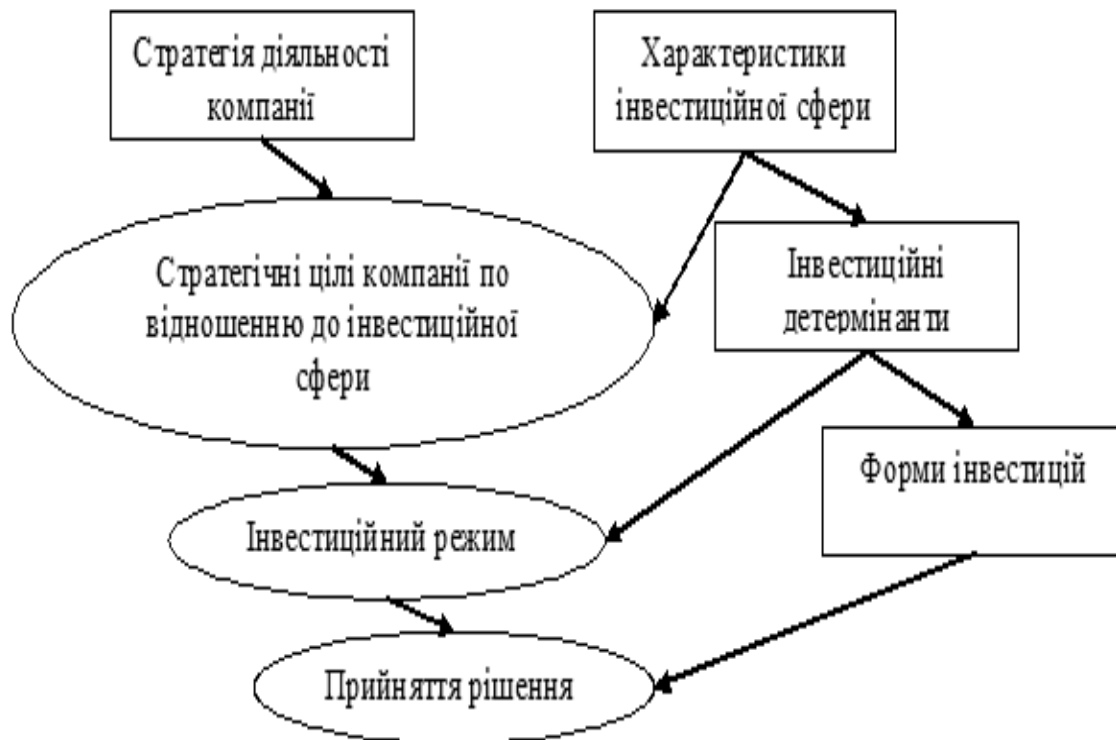 Стратегія діяльності
компанії
Характеристики
інвестиційної сфери
Стратегічні цілі компанії по
відношенню до інвестиційної
сфери
Інвестиційні
детермінанти
Форми інвестицій
Інвестиційний режим
Прийняття рішення